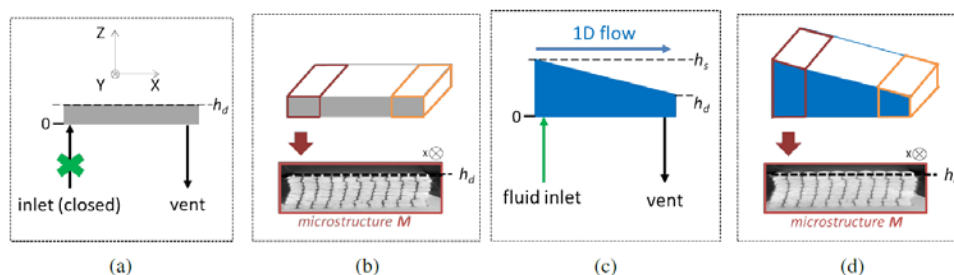 Z
Y
X
h_d
0
inlet (closed)
vent
(a)
x
h_d
microstructure M
(b)
1D flow
h_s
h_d
0
fluid inlet
vent
(c)
x
microstructure M
(d)